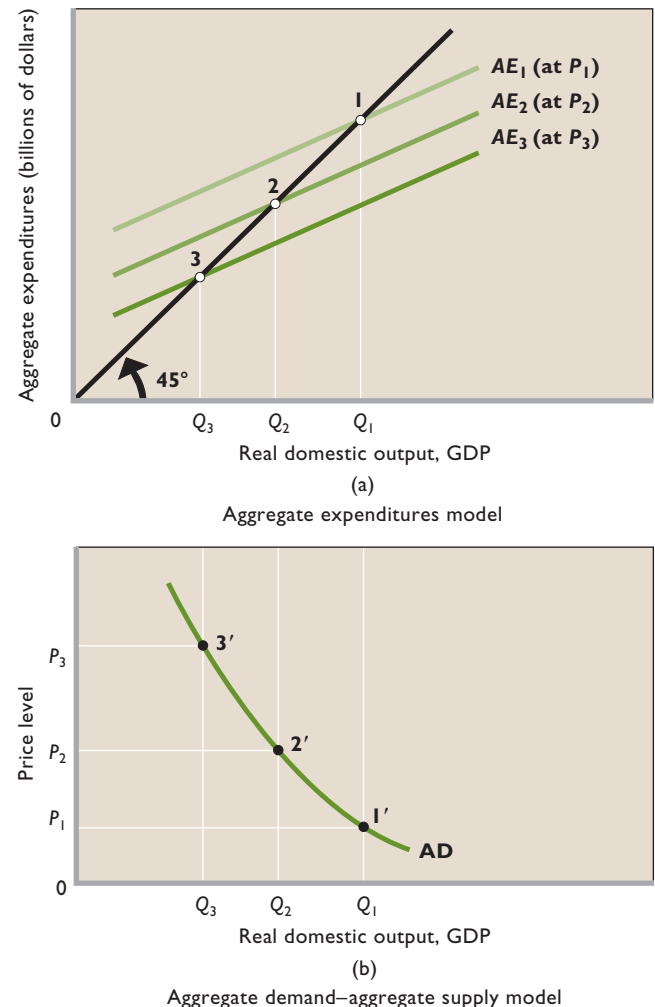 Aggregate expenditures (billions of dollars)
AE₁ (at P₁)
AE₂ (at P₂)
AE₃ (at P₃)
1
2
3
45°
0
Q₃ Q₂ Q₁
Real domestic output, GDP
(a)
Aggregate expenditures model
Price level
P₃
P₂
P₁
3′
2′
1′
AD
0
Q₃ Q₂ Q₁
Real domestic output, GDP
(b)
Aggregate demand–aggregate supply model